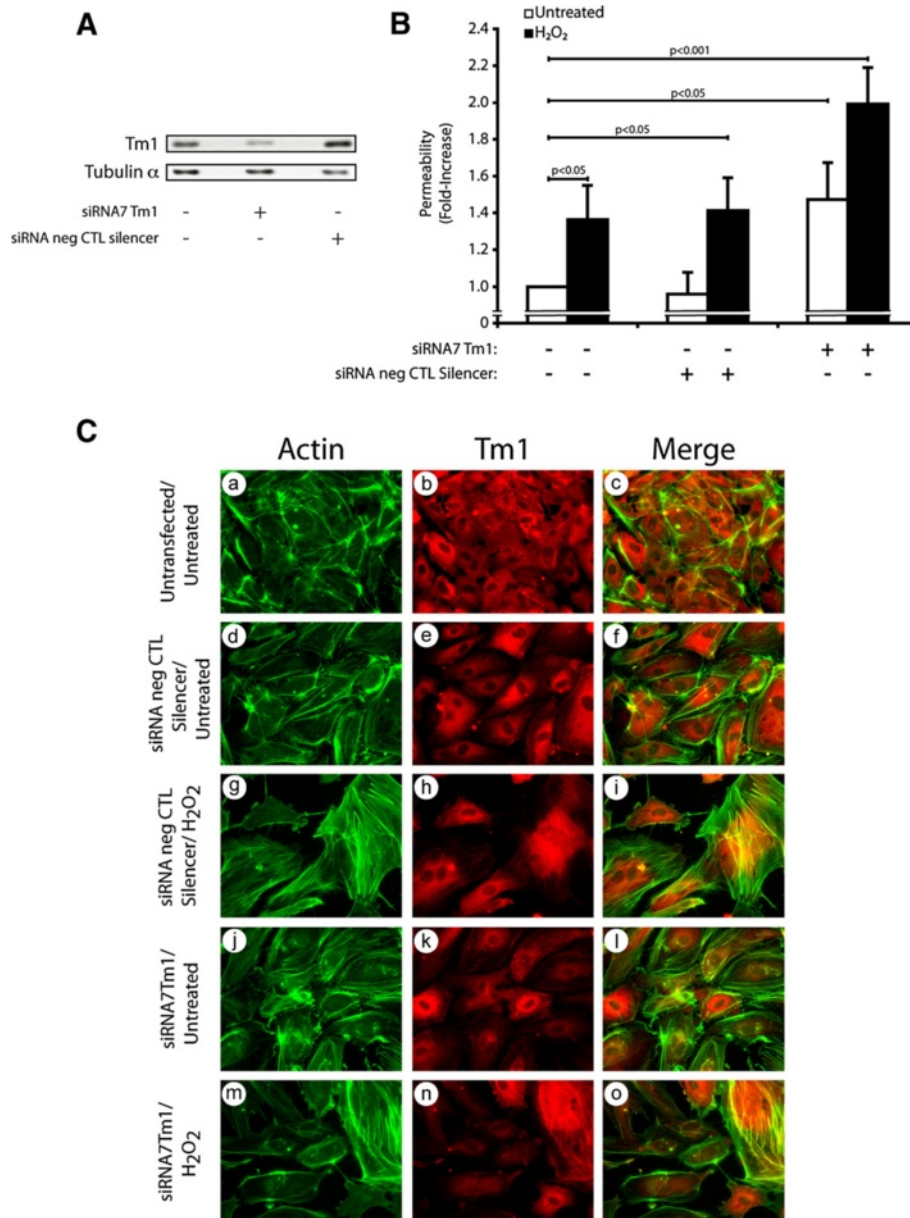 A
Tm1
Tubulin α
siRNA7 Tm1 - + -
siRNA neg CTL silencer - - +
B
Untreated
H₂O₂
Permeability
(Fold-Increase)
2.4
2.2
2.0
1.8
1.6
1.4
1.2
1.0
0
p<0.001
p<0.05
p<0.05
p<0.05
siRNA7 Tm1: - - - - + +
siRNA neg CTL Silencer: - - + + - -
C
Actin Tm1 Merge
Untransfected/
Untreated
a b c
siRNA neg CTL
Silencer/
Untreated
d e f
siRNA neg CTL
Silencer/ H₂O₂
g h i
siRNA7Tm1/
Untreated
j k l
siRNA7Tm1/
H₂O₂
m n o